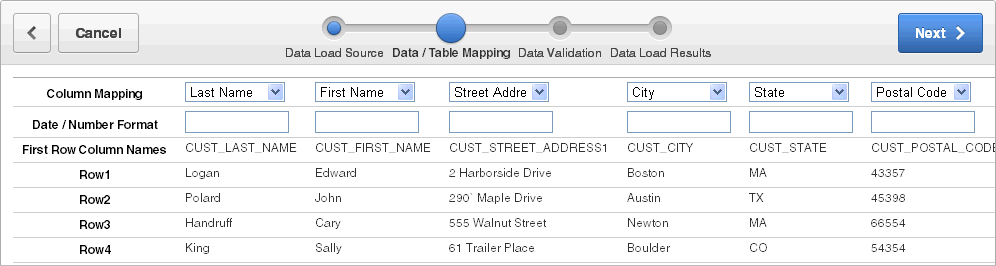 Cancel
Next
Data Load Source Data / Table Mapping Data Validation Data Load Results
Column Mapping Last Name First Name Street Addre City State Postal Code
Date / Number Format
First Row Column Names CUST_LAST_NAME CUST_FIRST_NAME CUST_STREET_ADDRESS1 CUST_CITY CUST_STATE CUST_POSTAL_CODE
Row1 Logan Edward 2 Harborside Drive Boston MA 43357
Row2 Polard John 290` Maple Drive Austin TX 45398
Row3 Handruff Cary 555 Walnut Street Newton MA 66554
Row4 King Sally 61 Trailer Place Boulder CO 54354